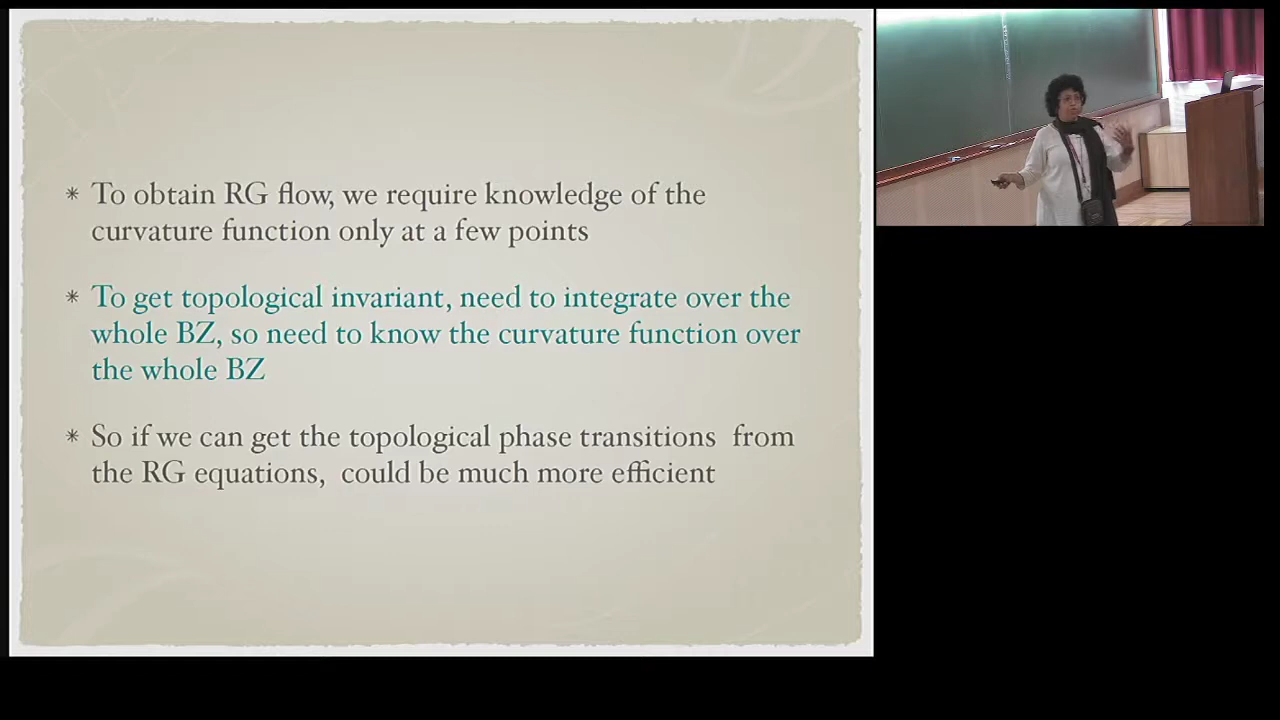 * To obtain RG flow, we require knowledge of the
curvature function only at a few points
* To get topological invariant, need to integrate over the
whole BZ, so need to know the curvature function over
the whole BZ
* So if we can get the topological phase transitions from
the RG equations, could be much more efficient